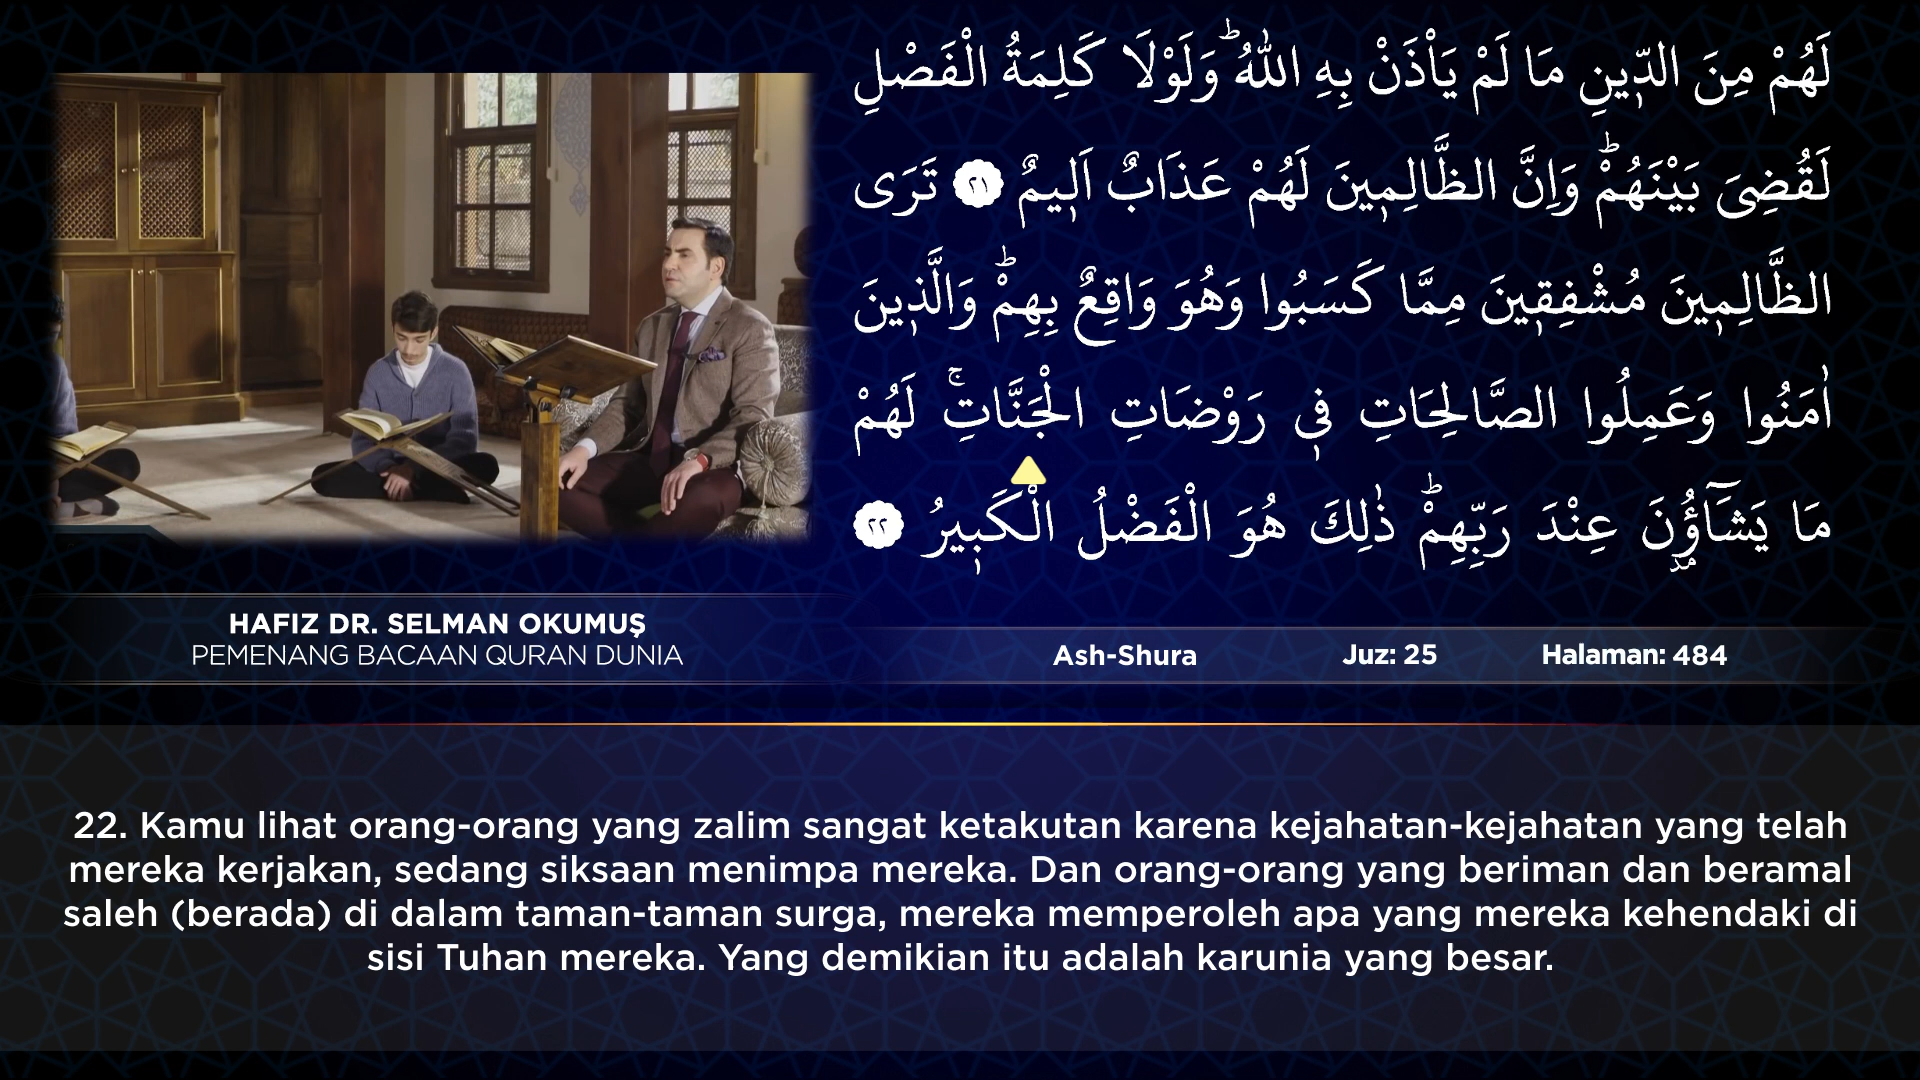 لَهُمْ مِنَ الدّ۪ينِ مَا لَمْ يَأْذَنْ بِهِ اللّٰهُۜ وَلَوْلَا كَلِمَةُ الْفَصْلِ
لَقُضِيَ بَيْنَهُمْۜ وَاِنَّ الظَّالِم۪ينَ لَهُمْ عَذَابٌ اَل۪يمٌ ﴿٢١﴾ تَرَى
الظَّالِم۪ينَ مُشْفِق۪ينَ مِمَّا كَسَبُوا وَهُوَ وَاقِعٌ بِهِمْۜ وَالَّذ۪ينَ
اٰمَنُوا وَعَمِلُوا الصَّالِحَاتِ ف۪ي رَوْضَاتِ الْجَنَّاتِۚ لَهُمْ
مَا يَشَٓاؤُ۫نَ عِنْدَ رَبِّهِمْۜ ذٰلِكَ هُوَ الْفَضْلُ الْكَب۪يرُ ﴿٢٢﴾
HAFIZ DR. SELMAN OKUMUŞ
PEMENANG BACAAN QURAN DUNIA
Ash-Shura Juz: 25 Halaman: 484
22. Kamu lihat orang-orang yang zalim sangat ketakutan karena kejahatan-kejahatan yang telah
mereka kerjakan, sedang siksaan menimpa mereka. Dan orang-orang yang beriman dan beramal
saleh (berada) di dalam taman-taman surga, mereka memperoleh apa yang mereka kehendaki di
sisi Tuhan mereka. Yang demikian itu adalah karunia yang besar.